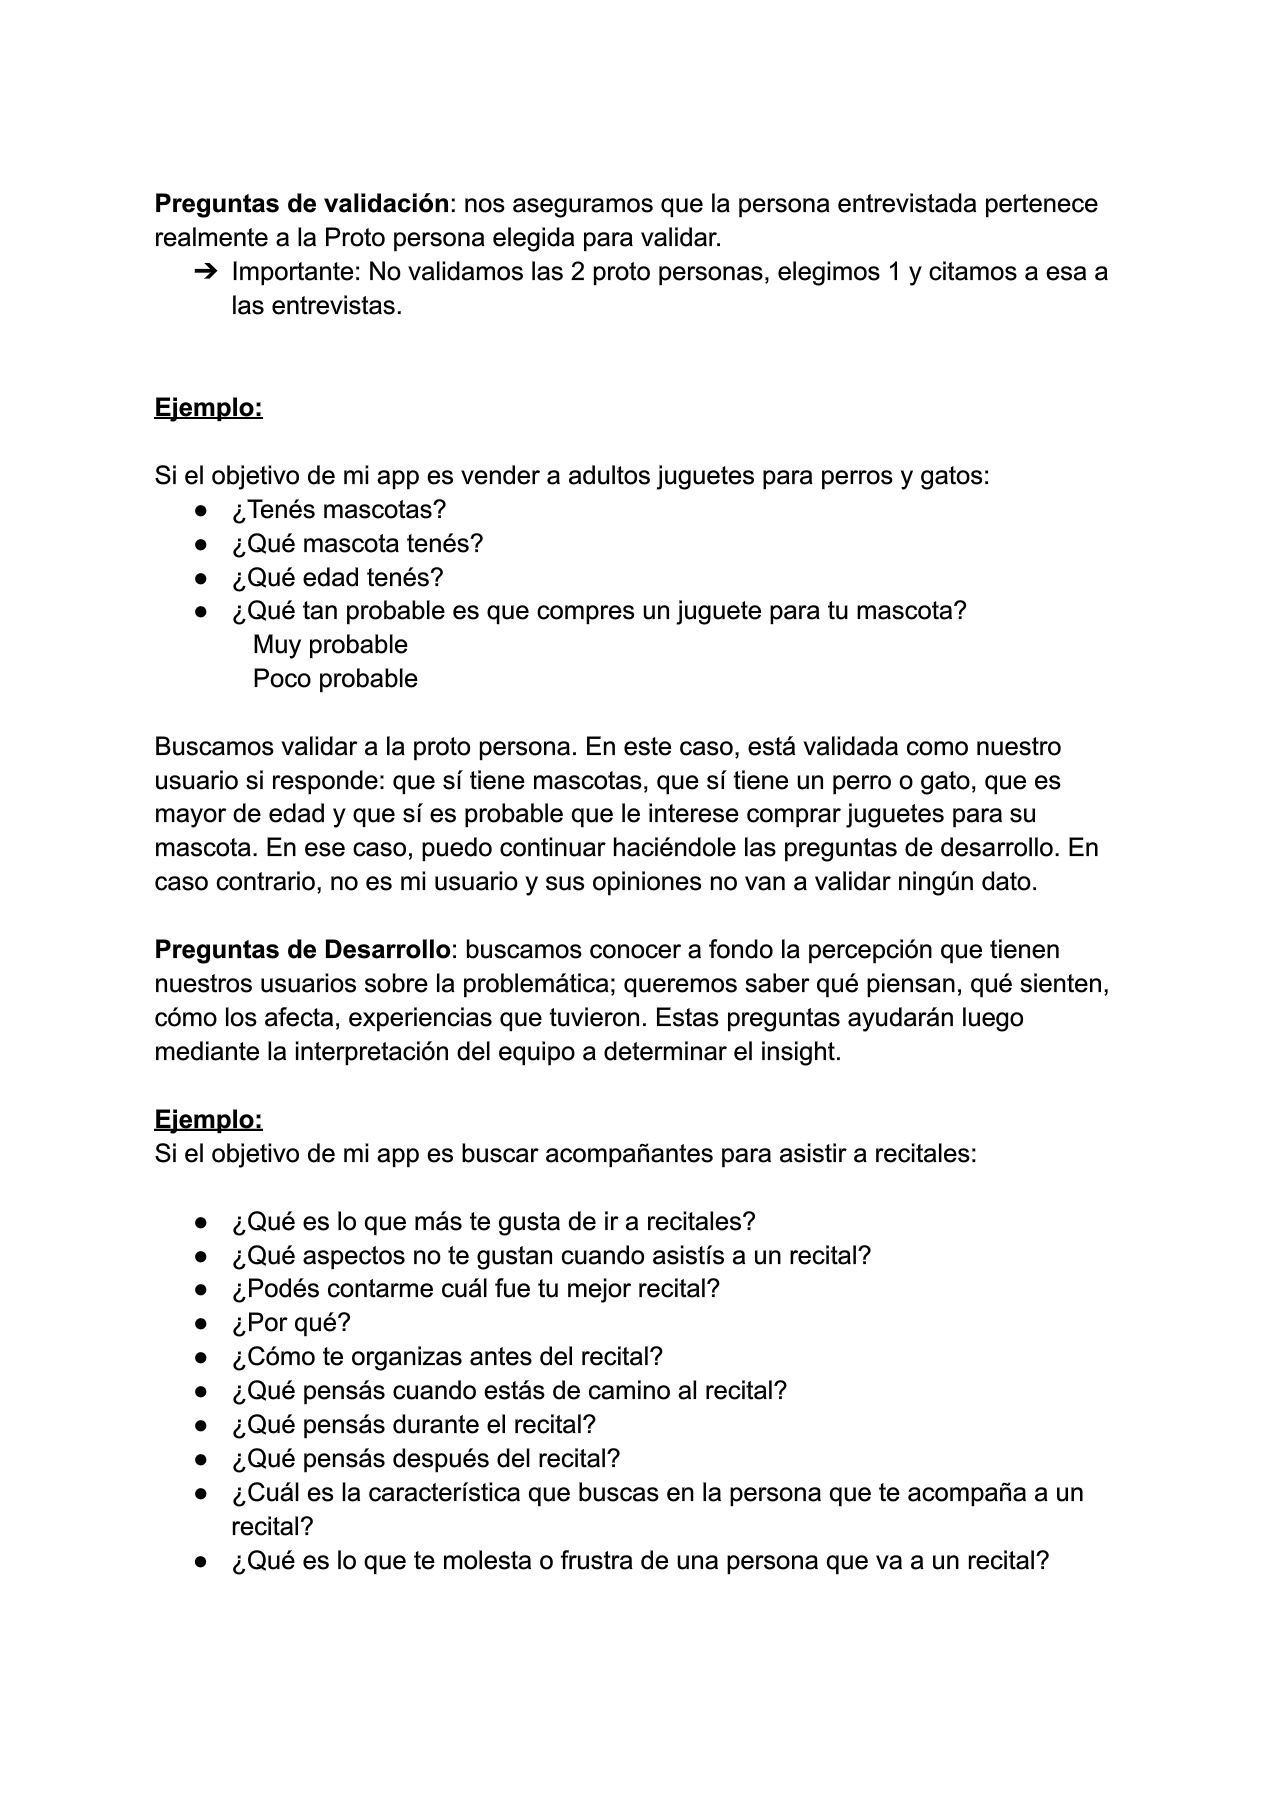 Preguntas de validación: nos aseguramos que la persona entrevistada pertenece
realmente a la Proto persona elegida para validar.
➔ Importante: No validamos las 2 proto personas, elegimos 1 y citamos a esa a
las entrevistas.
Ejemplo:
Si el objetivo de mi app es vender a adultos juguetes para perros y gatos:
● ¿Tenés mascotas?
● ¿Qué mascota tenés?
● ¿Qué edad tenés?
● ¿Qué tan probable es que compres un juguete para tu mascota?
Muy probable
Poco probable
Buscamos validar a la proto persona. En este caso, está validada como nuestro
usuario si responde: que sí tiene mascotas, que sí tiene un perro o gato, que es
mayor de edad y que sí es probable que le interese comprar juguetes para su
mascota. En ese caso, puedo continuar haciéndole las preguntas de desarrollo. En
caso contrario, no es mi usuario y sus opiniones no van a validar ningún dato.
Preguntas de Desarrollo: buscamos conocer a fondo la percepción que tienen
nuestros usuarios sobre la problemática; queremos saber qué piensan, qué sienten,
cómo los afecta, experiencias que tuvieron. Estas preguntas ayudarán luego
mediante la interpretación del equipo a determinar el insight.
Ejemplo:
Si el objetivo de mi app es buscar acompañantes para asistir a recitales:
● ¿Qué es lo que más te gusta de ir a recitales?
● ¿Qué aspectos no te gustan cuando asistís a un recital?
● ¿Podés contarme cuál fue tu mejor recital?
● ¿Por qué?
● ¿Cómo te organizas antes del recital?
● ¿Qué pensás cuando estás de camino al recital?
● ¿Qué pensás durante el recital?
● ¿Qué pensás después del recital?
● ¿Cuál es la característica que buscas en la persona que te acompaña a un
recital?
● ¿Qué es lo que te molesta o frustra de una persona que va a un recital?